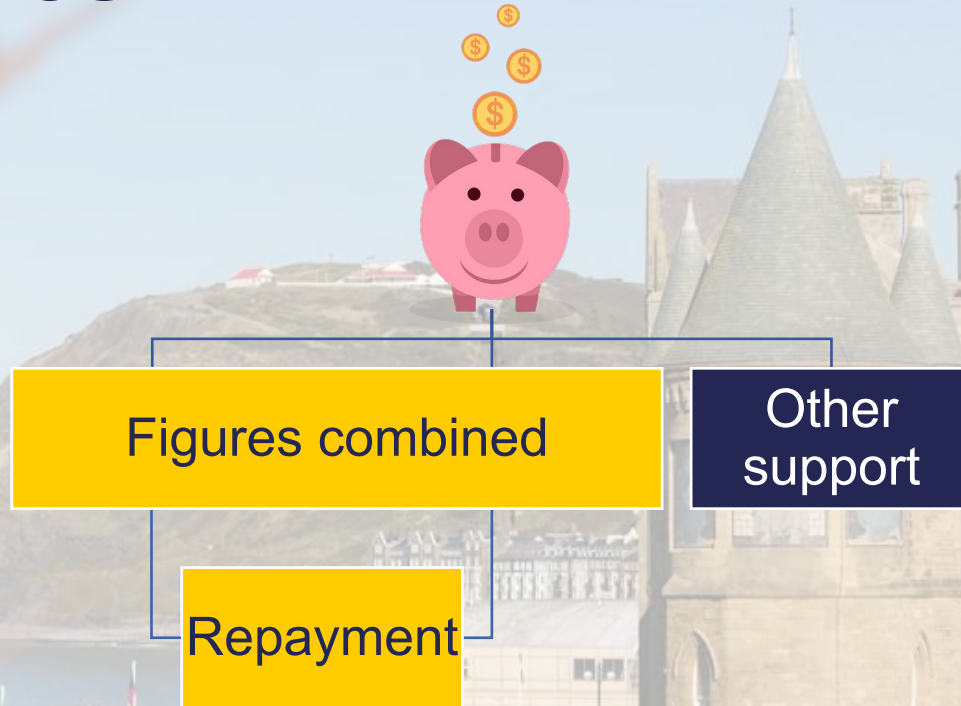 $
$
$
$
Figures combined
Other
support
Repayment